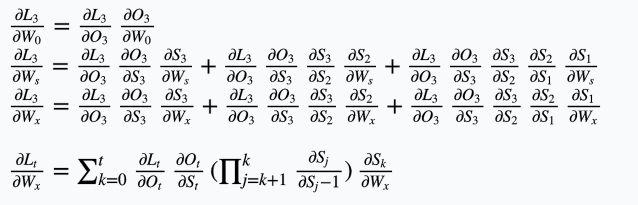 ∂L₃/∂W₀ = ∂L₃/∂O₃ ∂O₃/∂W₀
∂L₃/∂Wₛ = ∂L₃/∂O₃ ∂O₃/∂S₃ ∂S₃/∂Wₛ + ∂L₃/∂O₃ ∂O₃/∂S₃ ∂S₃/∂S₂ ∂S₂/∂Wₛ + ∂L₃/∂O₃ ∂O₃/∂S₃ ∂S₃/∂S₂ ∂S₂/∂S₁ ∂S₁/∂Wₛ
∂L₃/∂Wₓ = ∂L₃/∂O₃ ∂O₃/∂S₃ ∂S₃/∂Wₓ + ∂L₃/∂O₃ ∂O₃/∂S₃ ∂S₃/∂S₂ ∂S₂/∂Wₓ + ∂L₃/∂O₃ ∂O₃/∂S₃ ∂S₃/∂S₂ ∂S₂/∂S₁ ∂S₁/∂Wₓ
∂Lₜ/∂Wₓ = ∑ₖ₌₀ᵗ ∂Lₜ/∂Oₜ ∂Oₜ/∂Sₜ (∏ⱼ₌ₖ₊₁ᵏ ∂Sⱼ/∂Sⱼ−1) ∂Sₖ/∂Wₓ